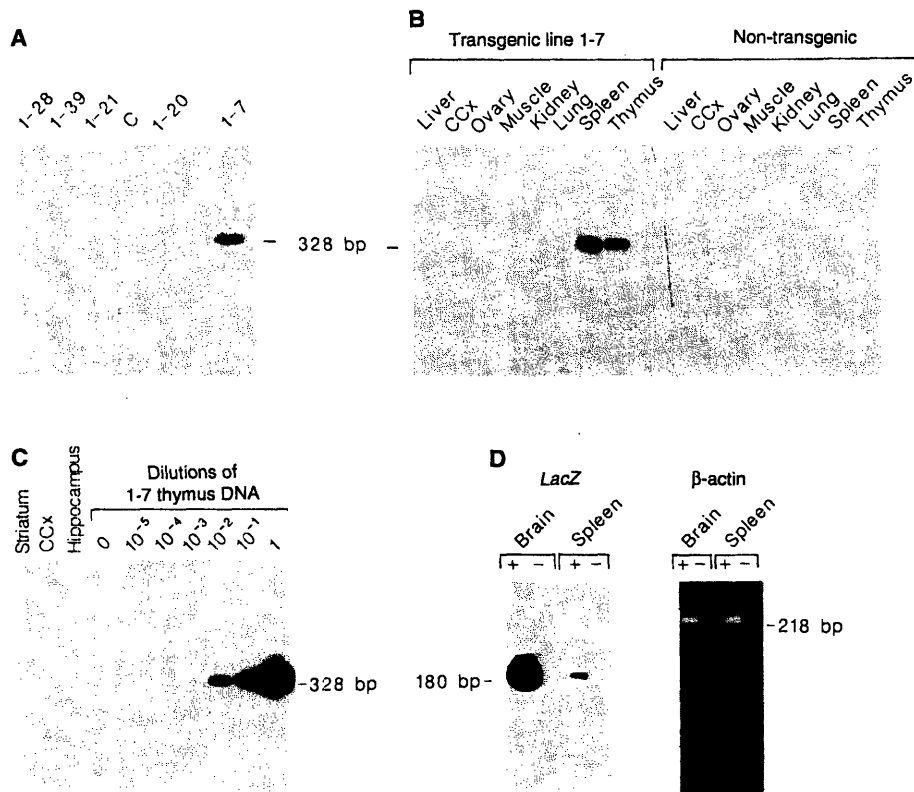 A
1-28
1-39
1-21
C
1-20
1-7
328 bp
B
Transgenic line 1-7
Non-transgenic
Liver
CCx
Ovary
Muscle
Kidney
Lung
Spleen
Thymus
Liver
CCx
Ovary
Muscle
Kidney
Lung
Spleen
Thymus
C
Striatum
CCx
Hippocampus
Dilutions of
1-7 thymus DNA
0
10⁻⁵
10⁻⁴
10⁻³
10⁻²
10⁻¹
1
-328 bp
D
LacZ
Brain
Spleen
+ - + -
180 bp-
β-actin
Brain
Spleen
+ - + -
-218 bp